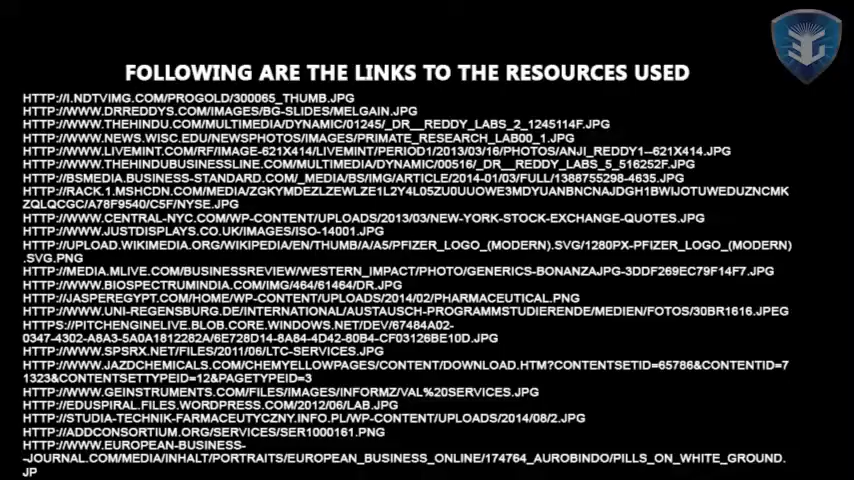 FOLLOWING ARE THE LINKS TO THE RESOURCES USED
HTTP://I.NDTVIMG.COM/PROGOLD/300065_THUMB.JPG
HTTP://WWW.DRREDDYS.COM/IMAGES/BG-SLIDES/MELGAIN.JPG
HTTP://WWW.THEHINDU.COM/MULTIMEDIA/DYNAMIC/01245/_DR__REDDY_LABS_2_1245114F.JPG
HTTP://WWW.NEWS.WISC.EDU/NEWSPHOTOS/IMAGES/PRIMATE_RESEARCH_LAB00_1.JPG
HTTP://WWW.LIVEMINT.COM/RF/IMAGE-621X414/LIVEMINT/PERIOD1/2013/03/16/PHOTOS/ANJI_REDDY1--621X414.JPG
HTTP://WWW.THEHINDUBUSINESSLINE.COM/MULTIMEDIA/DYNAMIC/00516/_DR__REDDY_LABS_5_516252F.JPG
HTTP://BSMEDIA.BUSINESS-STANDARD.COM/_MEDIA/BS/IMG/ARTICLE/2014-01/03/FULL/1388755298-4635.JPG
HTTP://RACK.1.MSHCDN.COM/MEDIA/ZGKYMDEZLZEWLZE1L2Y4L05ZU0UUOWE3MDYUANBNCNAJDGH1BWIJOTUWEDUZNCMK
ZQLQCGC/A78F9540/C5F/NYSE.JPG
HTTP://WWW.CENTRAL-NYC.COM/WP-CONTENT/UPLOADS/2013/03/NEW-YORK-STOCK-EXCHANGE-QUOTES.JPG
HTTP://WWW.JUSTDISPLAYS.CO.UK/IMAGES/ISO-14001.JPG
HTTP://UPLOAD.WIKIMEDIA.ORG/WIKIPEDIA/EN/THUMB/A/A5/PFIZER_LOGO_(MODERN).SVG/1280PX-PFIZER_LOGO_(MODERN)
.SVG.PNG
HTTP://MEDIA.MLIVE.COM/BUSINESSREVIEW/WESTERN_IMPACT/PHOTO/GENERICS-BONANZAJPG-3DDF269EC79F14F7.JPG
HTTP://WWW.BIOSPECTRUMINDIA.COM/IMG/464/61464/DR.JPG
HTTP://JASPEREGYPT.COM/HOME/WP-CONTENT/UPLOADS/2014/02/PHARMACEUTICAL.PNG
HTTP://WWW.UNI-REGENSBURG.DE/INTERNATIONAL/AUSTAUSCH-PROGRAMMSTUDIERENDE/MEDIEN/FOTOS/30BR1616.JPEG
HTTPS://PITCHENGINELIVE.BLOB.CORE.WINDOWS.NET/DEV/67484A02-
0347-4302-A8A3-5A0A1812282A/6E728D14-8A84-4D42-80B4-CF03126BE10D.JPG
HTTP://WWW.SPSRX.NET/FILES/2011/06/LTC-SERVICES.JPG
HTTP://WWW.JAZDCHEMICALS.COM/CHEMYELLOWPAGES/CONTENT/DOWNLOAD.HTM?CONTENTSETID=65786&CONTENTID=7
1323&CONTENTSETTYPEID=12&PAGETYPEID=3
HTTP://WWW.GEINSTRUMENTS.COM/FILES/IMAGES/INFORMZ/VAL%20SERVICES.JPG
HTTP://EDUSPIRAL.FILES.WORDPRESS.COM/2012/06/LAB.JPG
HTTP://STUDIA-TECHNIK-FARMACEUTYCZNY.INFO.PL/WP-CONTENT/UPLOADS/2014/08/2.JPG
HTTP://ADDCONSORTIUM.ORG/SERVICES/SER1000161.PNG
HTTP://WWW.EUROPEAN-BUSINESS-
-JOURNAL.COM/MEDIA/INHALT/PORTRAITS/EUROPEAN_BUSINESS_ONLINE/174764_AUROBINDO/PILLS_ON_WHITE_GROUND.
JP